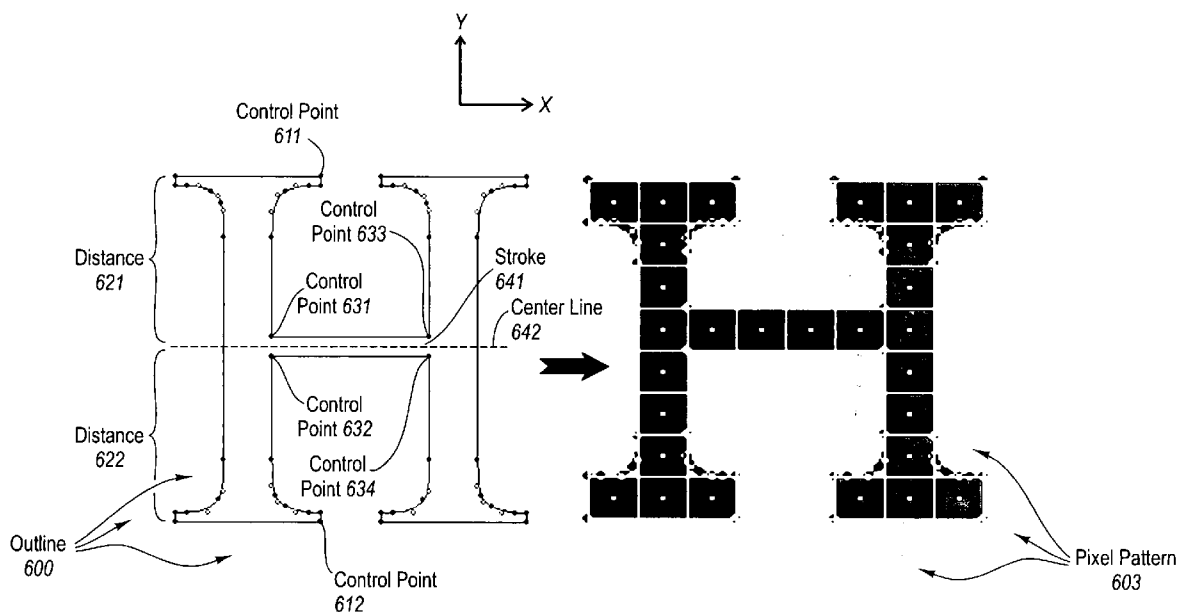 Y
X
Control Point
611
Control
Point 633
Stroke
641
Distance
621
Control
Point 631
Center Line
642
Control
Point 632
Distance
622
Control
Point 634
Outline
600
Control Point
612
Pixel Pattern
603